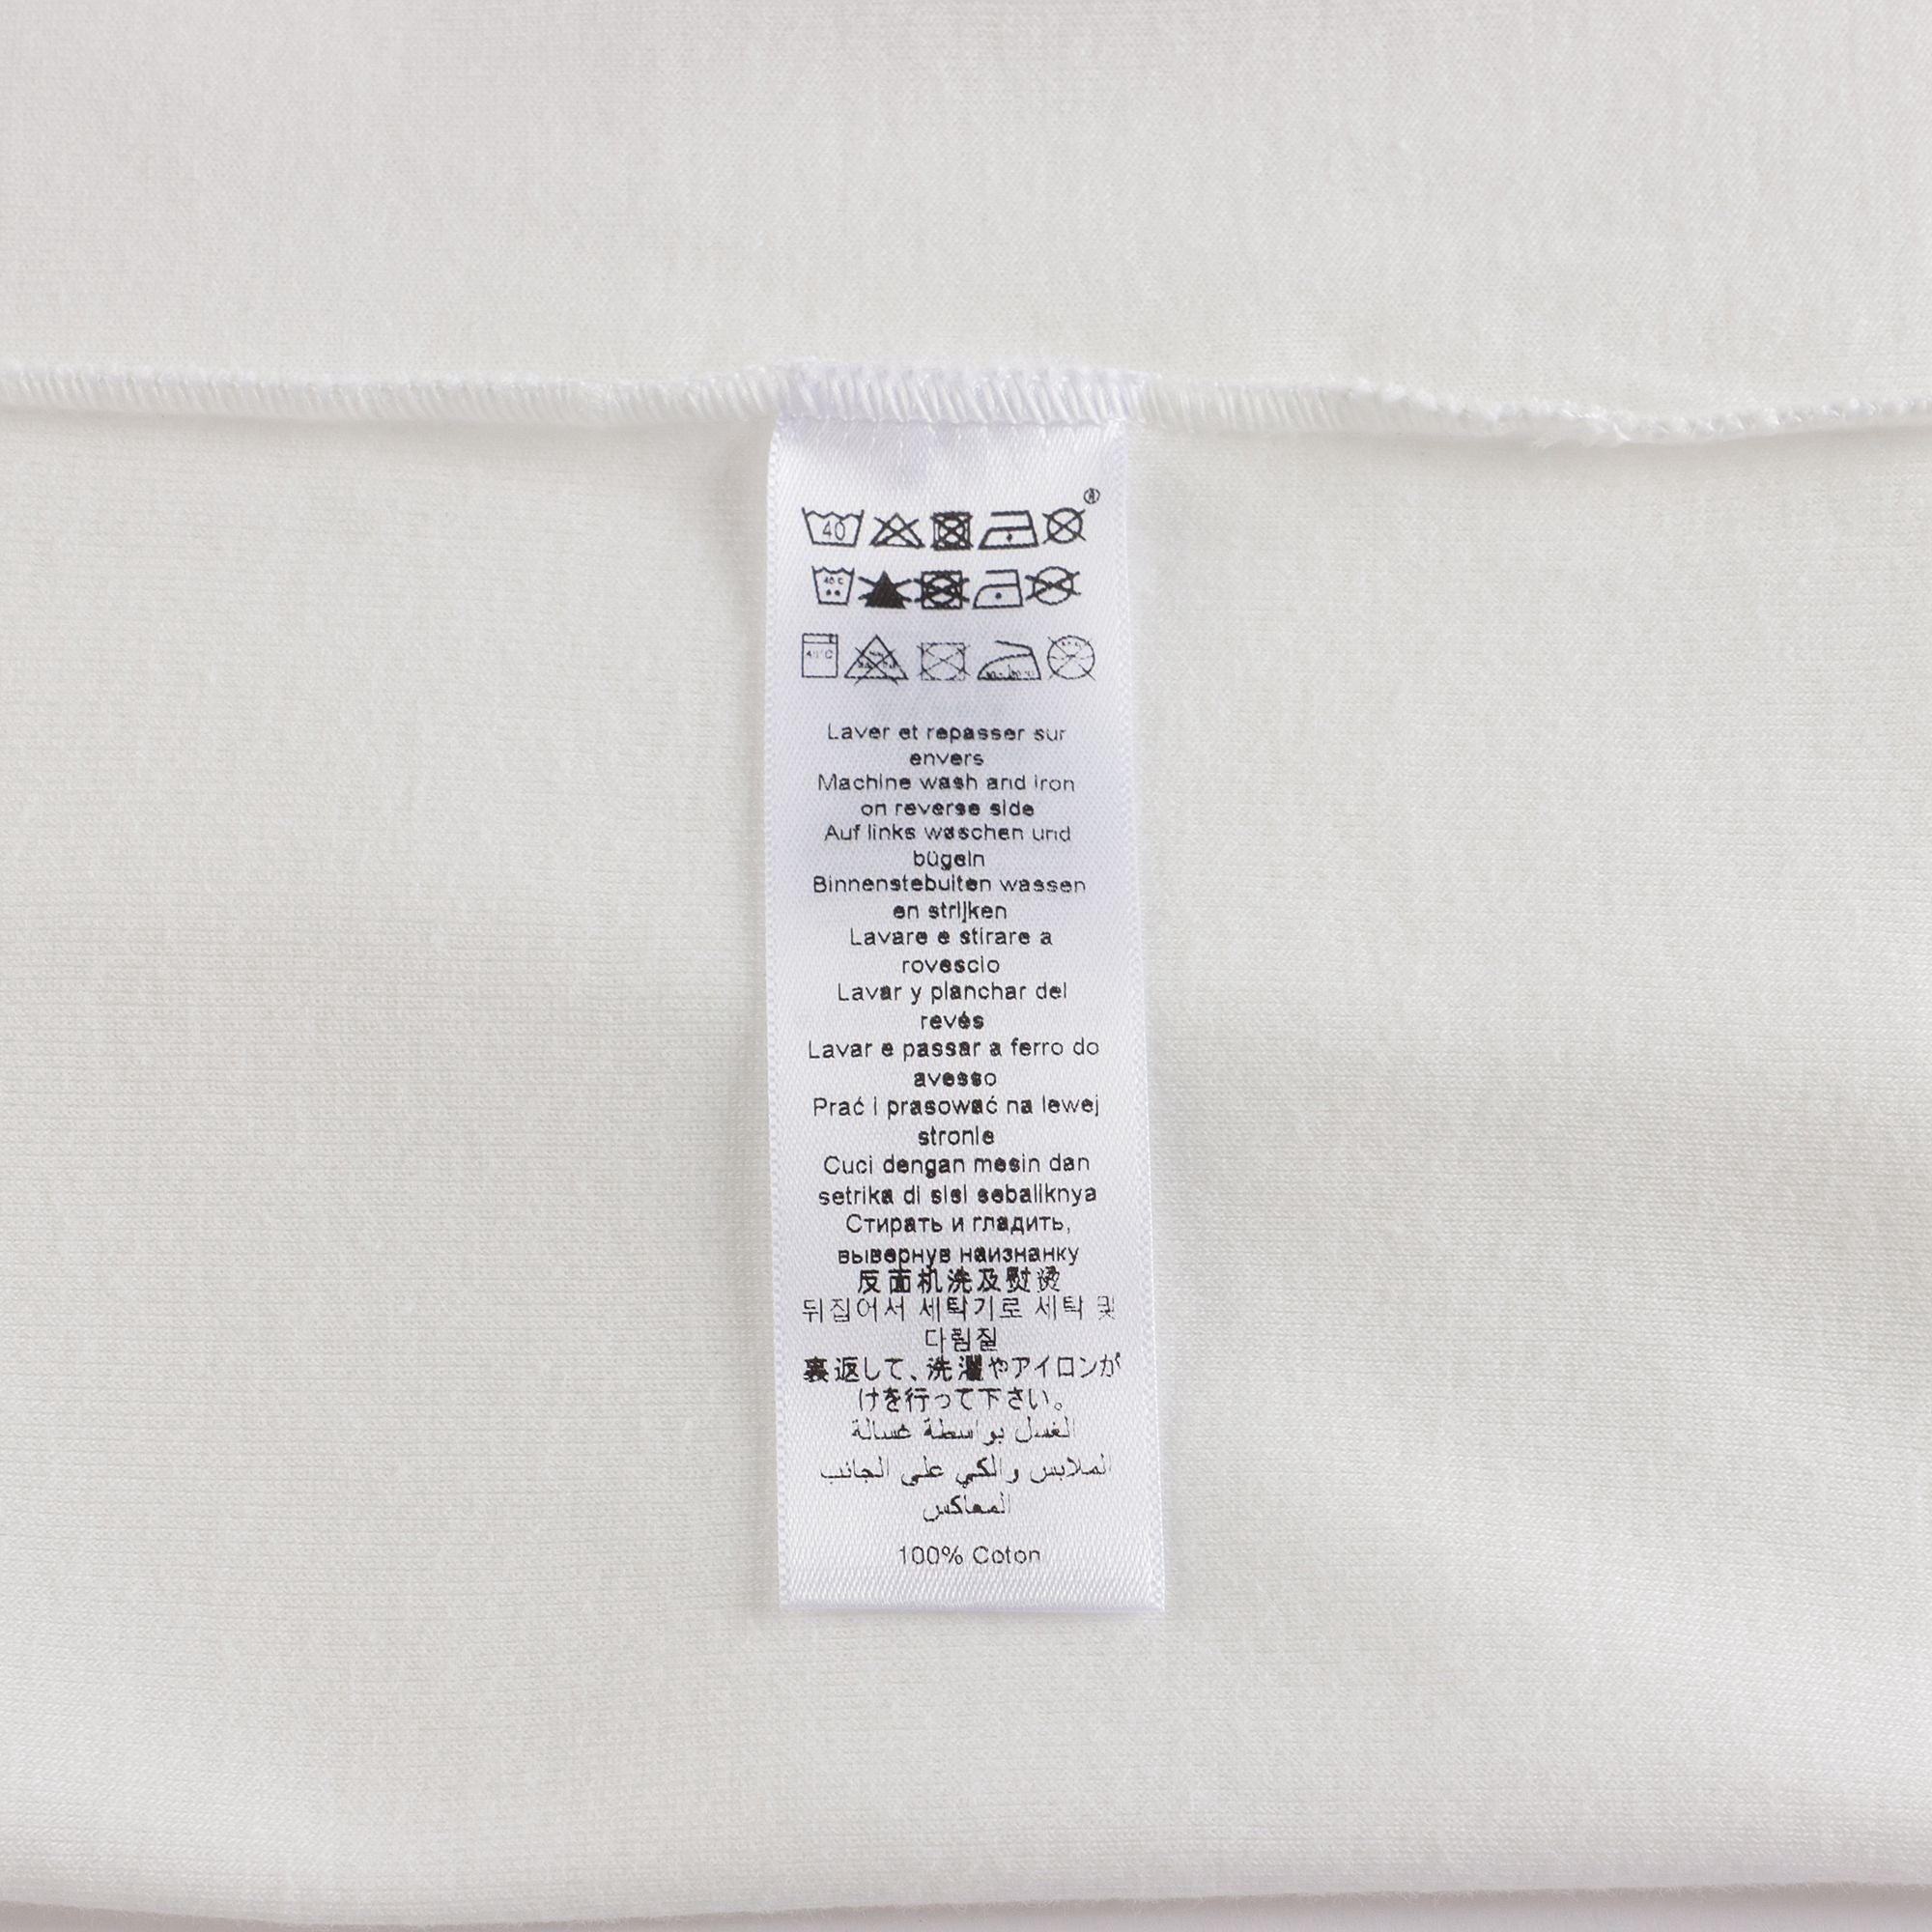 40
40 C
Laver et repasser sur
envers
Machine wash and iron
on reverse side
Auf links waschen und
bügeln
Binnenstebuiten wassen
en strijken
Lavare e stirare a
rovescio
Lavar y planchar del
revés
Lavar e passar a ferro do
avesso
Prać i prasować na lewej
stronie
Cuci dengan mesin dan
setrika di sisi sebaliknya
Стирать и гладить,
вывернув наизнанку
反面机洗及熨烫
뒤집어서 세탁기로 세탁 및
다림질
裏返して、洗濯やアイロンが
けを行って下さい。
الغسل بواسطة غسالة
الملابس والكي على الجانب
المعاكس
100% Coton